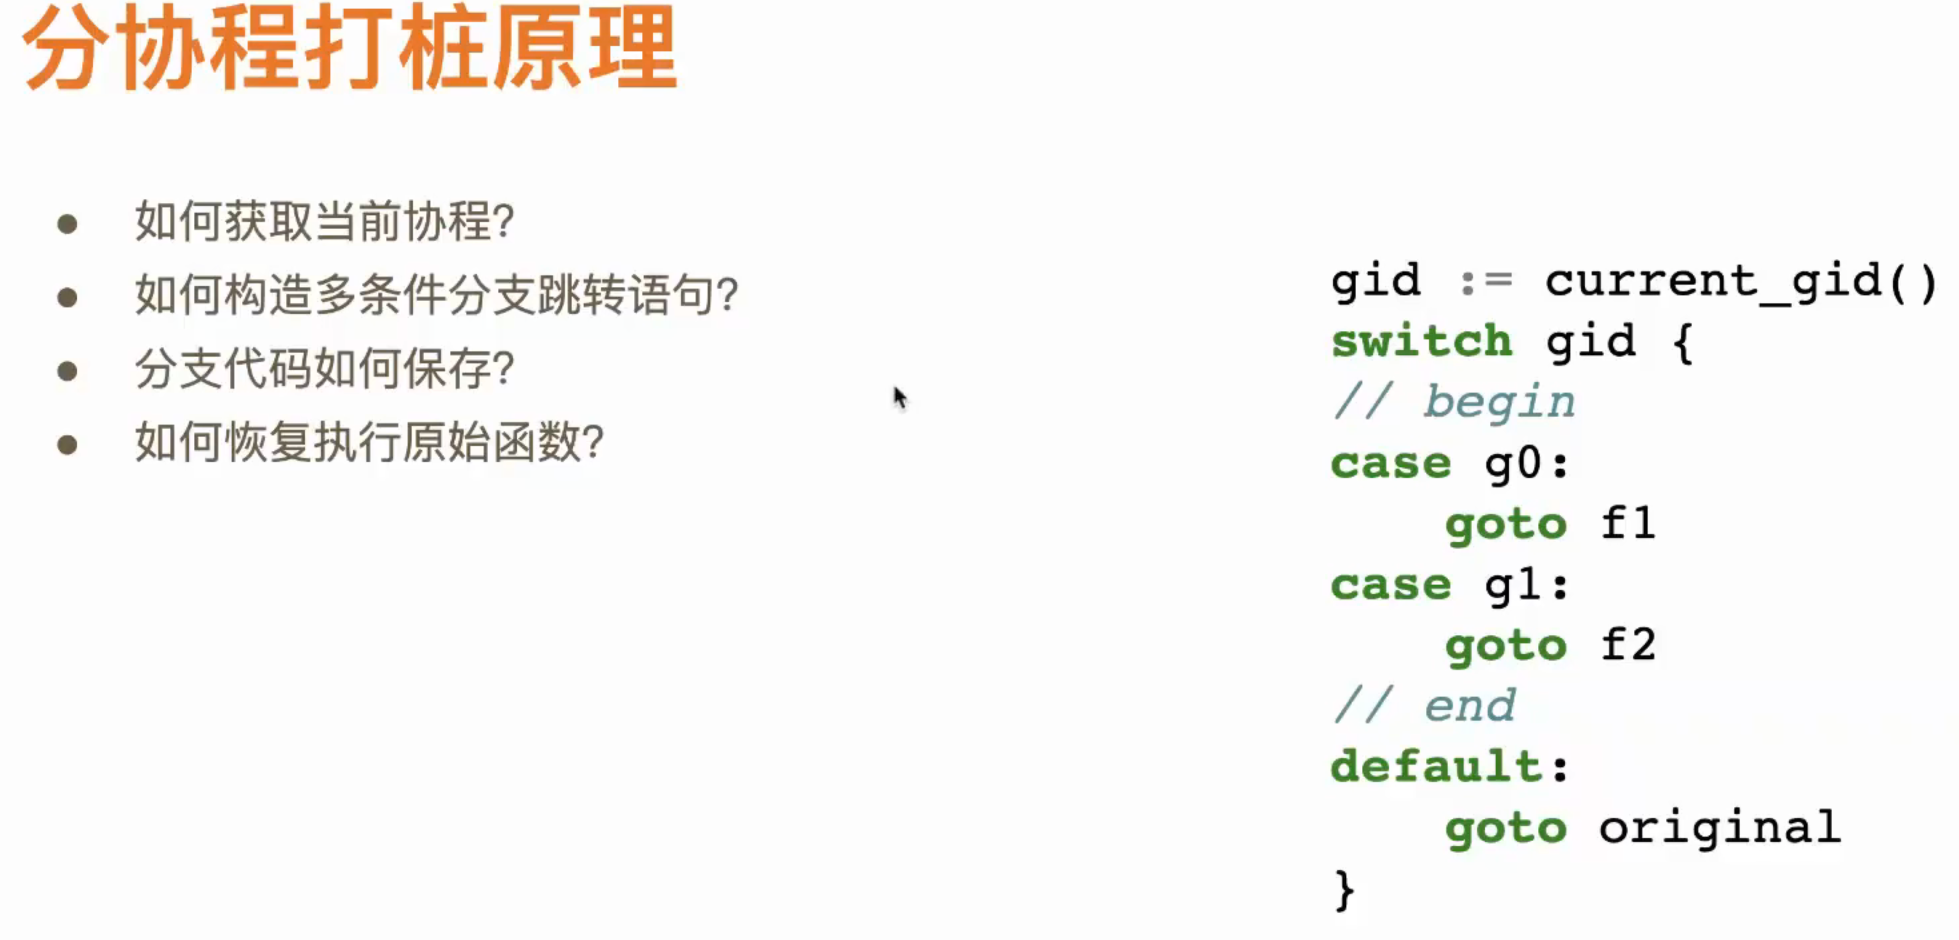 分协程打桩原理
● 如何获取当前协程?
● 如何构造多条件分支跳转语句?
● 分支代码如何保存?
● 如何恢复执行原始函数?
gid := current_gid()
switch gid {
// begin
case g0:
    goto f1
case g1:
    goto f2
// end
default:
    goto original
}